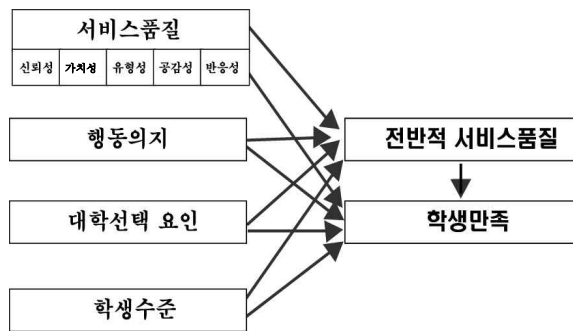 서비스품질
신뢰성 가치성 유형성 공감성 반응성
행동의지
전반적 서비스품질
대학선택 요인
학생만족
학생수준